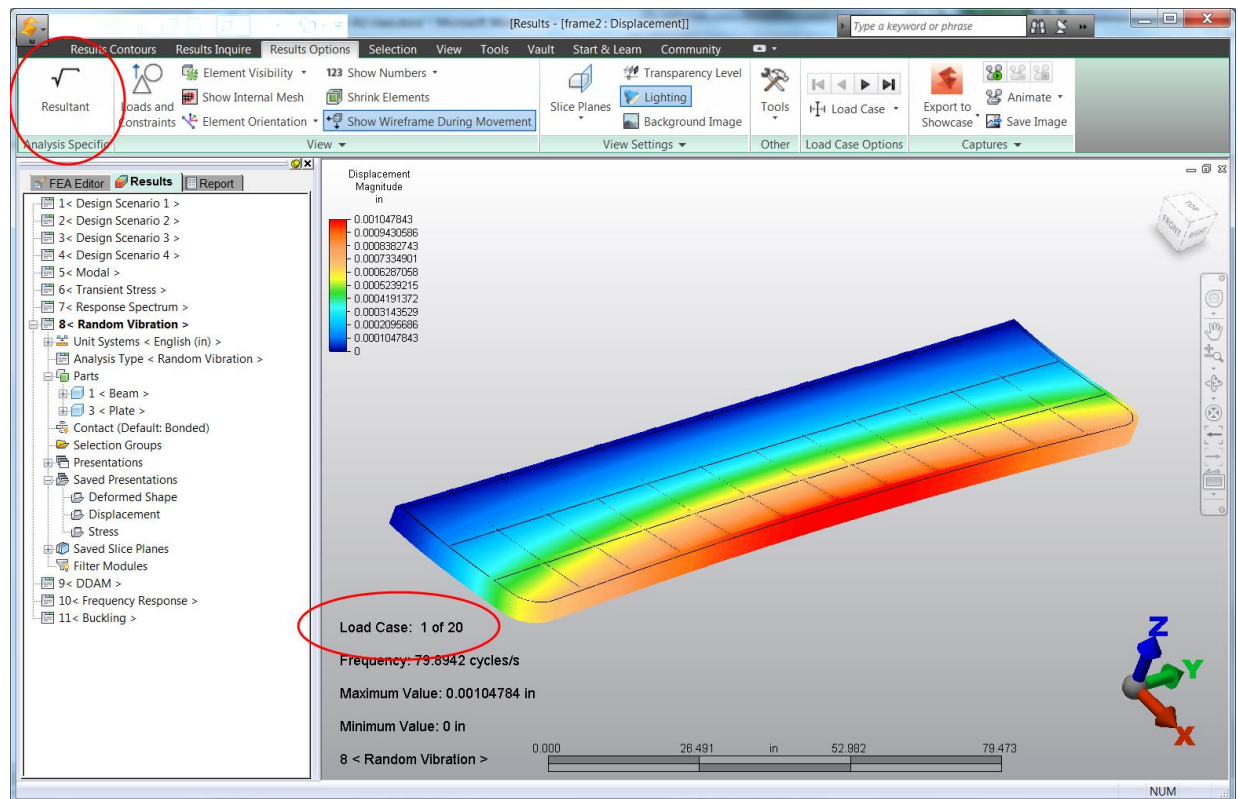 [Results - [frame2 : Displacement]]
Type a keyword or phrase
Results Contours Results Inquire Results Options Selection View Tools Vault Start & Learn Community
Resultant
Loads and Constraints
Element Visibility
Show Internal Mesh
Element Orientation
123 Show Numbers
Shrink Elements
Show Wireframe During Movement
Slice Planes
Transparency Level
Lighting
Background Image
Tools
Load Case
Export to Showcase
Animate
Save Image
Analysis Specific View View Settings Other Load Case Options Captures
FEA Editor Results Report
1< Design Scenario 1 >
2< Design Scenario 2 >
3< Design Scenario 3 >
4< Design Scenario 4 >
5< Modal >
6< Transient Stress >
7< Response Spectrum >
8< Random Vibration >
Unit Systems < English (in) >
Analysis Type < Random Vibration >
Parts
1 < Beam >
3 < Plate >
Contact (Default: Bonded)
Selection Groups
Presentations
Saved Presentations
Deformed Shape
Displacement
Stress
Saved Slice Planes
Filter Modules
9< DDAM >
10< Frequency Response >
11< Buckling >
Displacement
Magnitude
in
0.001047843
0.0009430586
0.0008382743
0.0007334901
0.0006287058
0.0005239215
0.0004191372
0.0003143529
0.0002095686
0.0001047843
0
TOP
FRONT
RIGHT
Load Case: 1 of 20
Frequency: 79.8942 cycles/s
Maximum Value: 0.00104784 in
Minimum Value: 0 in
8 < Random Vibration >
0.000 26.491 in 52.982 79.473
Z
Y
X
NUM